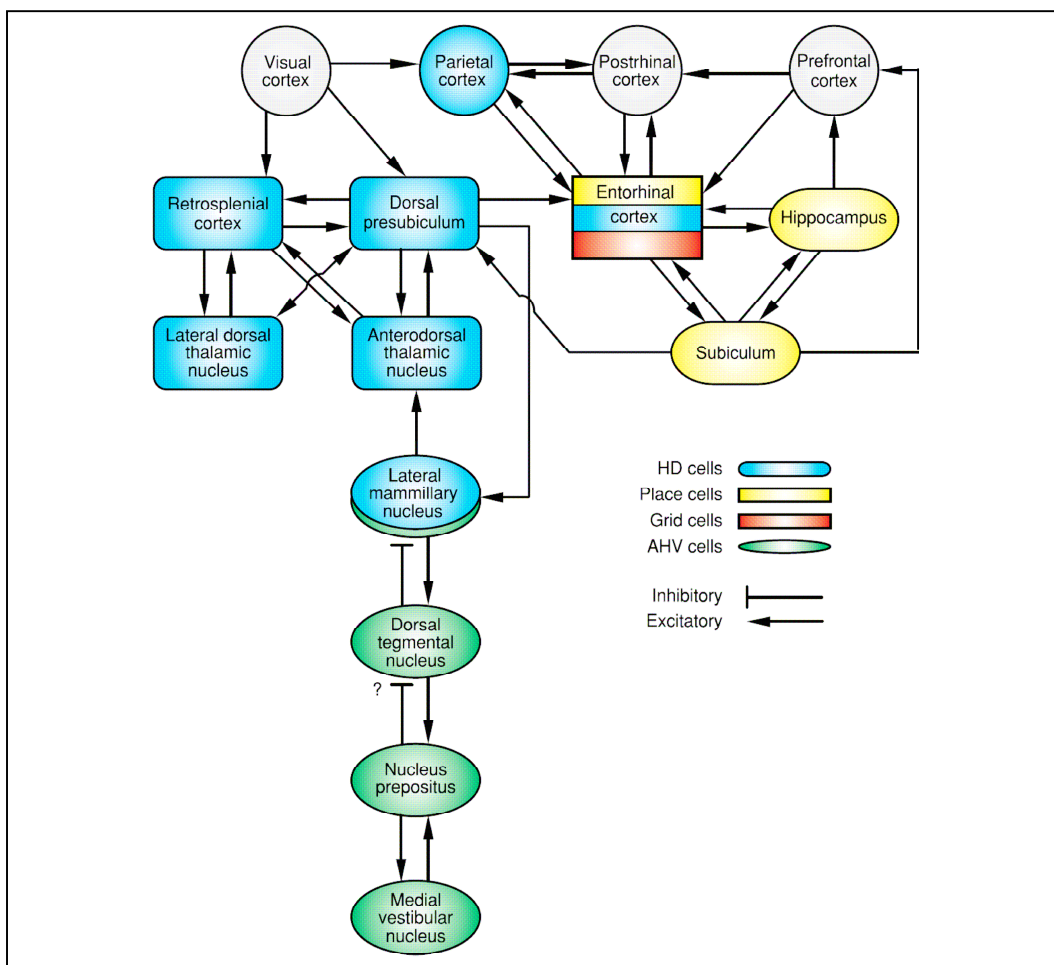 Visual
cortex
Parietal
cortex
Postrhinal
cortex
Prefrontal
cortex
Retrosplenial
cortex
Dorsal
presubiculum
Entorhinal
cortex
Hippocampus
Lateral dorsal
thalamic
nucleus
Anterodorsal
thalamic
nucleus
Subiculum
Lateral
mammillary
nucleus
HD cells
Place cells
Grid cells
AHV cells
Inhibitory
Excitatory
Dorsal
tegmental
nucleus
?
Nucleus
prepositus
Medial
vestibular
nucleus